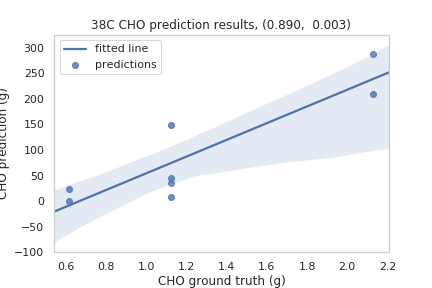 38C CHO prediction results, (0.890, 0.003)
fitted line
predictions
300
250
200
150
100
50
0
−50
−100
CHO prediction (g)
0.6 0.8 1.0 1.2 1.4 1.6 1.8 2.0 2.2
CHO ground truth (g)